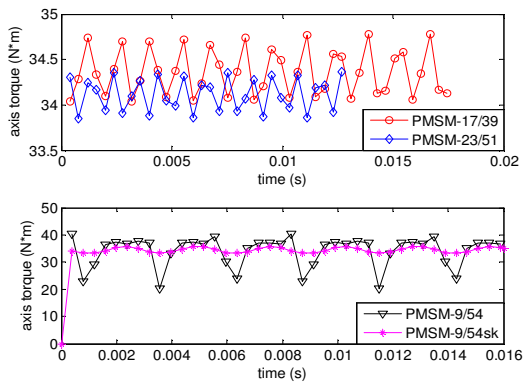 35
34.5
34
33.5
axis torque (N*m)
PMSM-17/39
PMSM-23/51
0 0.005 0.01 0.015 0.02
time (s)
50
40
30
20
10
0
axis torque (N*m)
PMSM-9/54
PMSM-9/54sk
0 0.002 0.004 0.006 0.008 0.01 0.012 0.014 0.016
time (s)